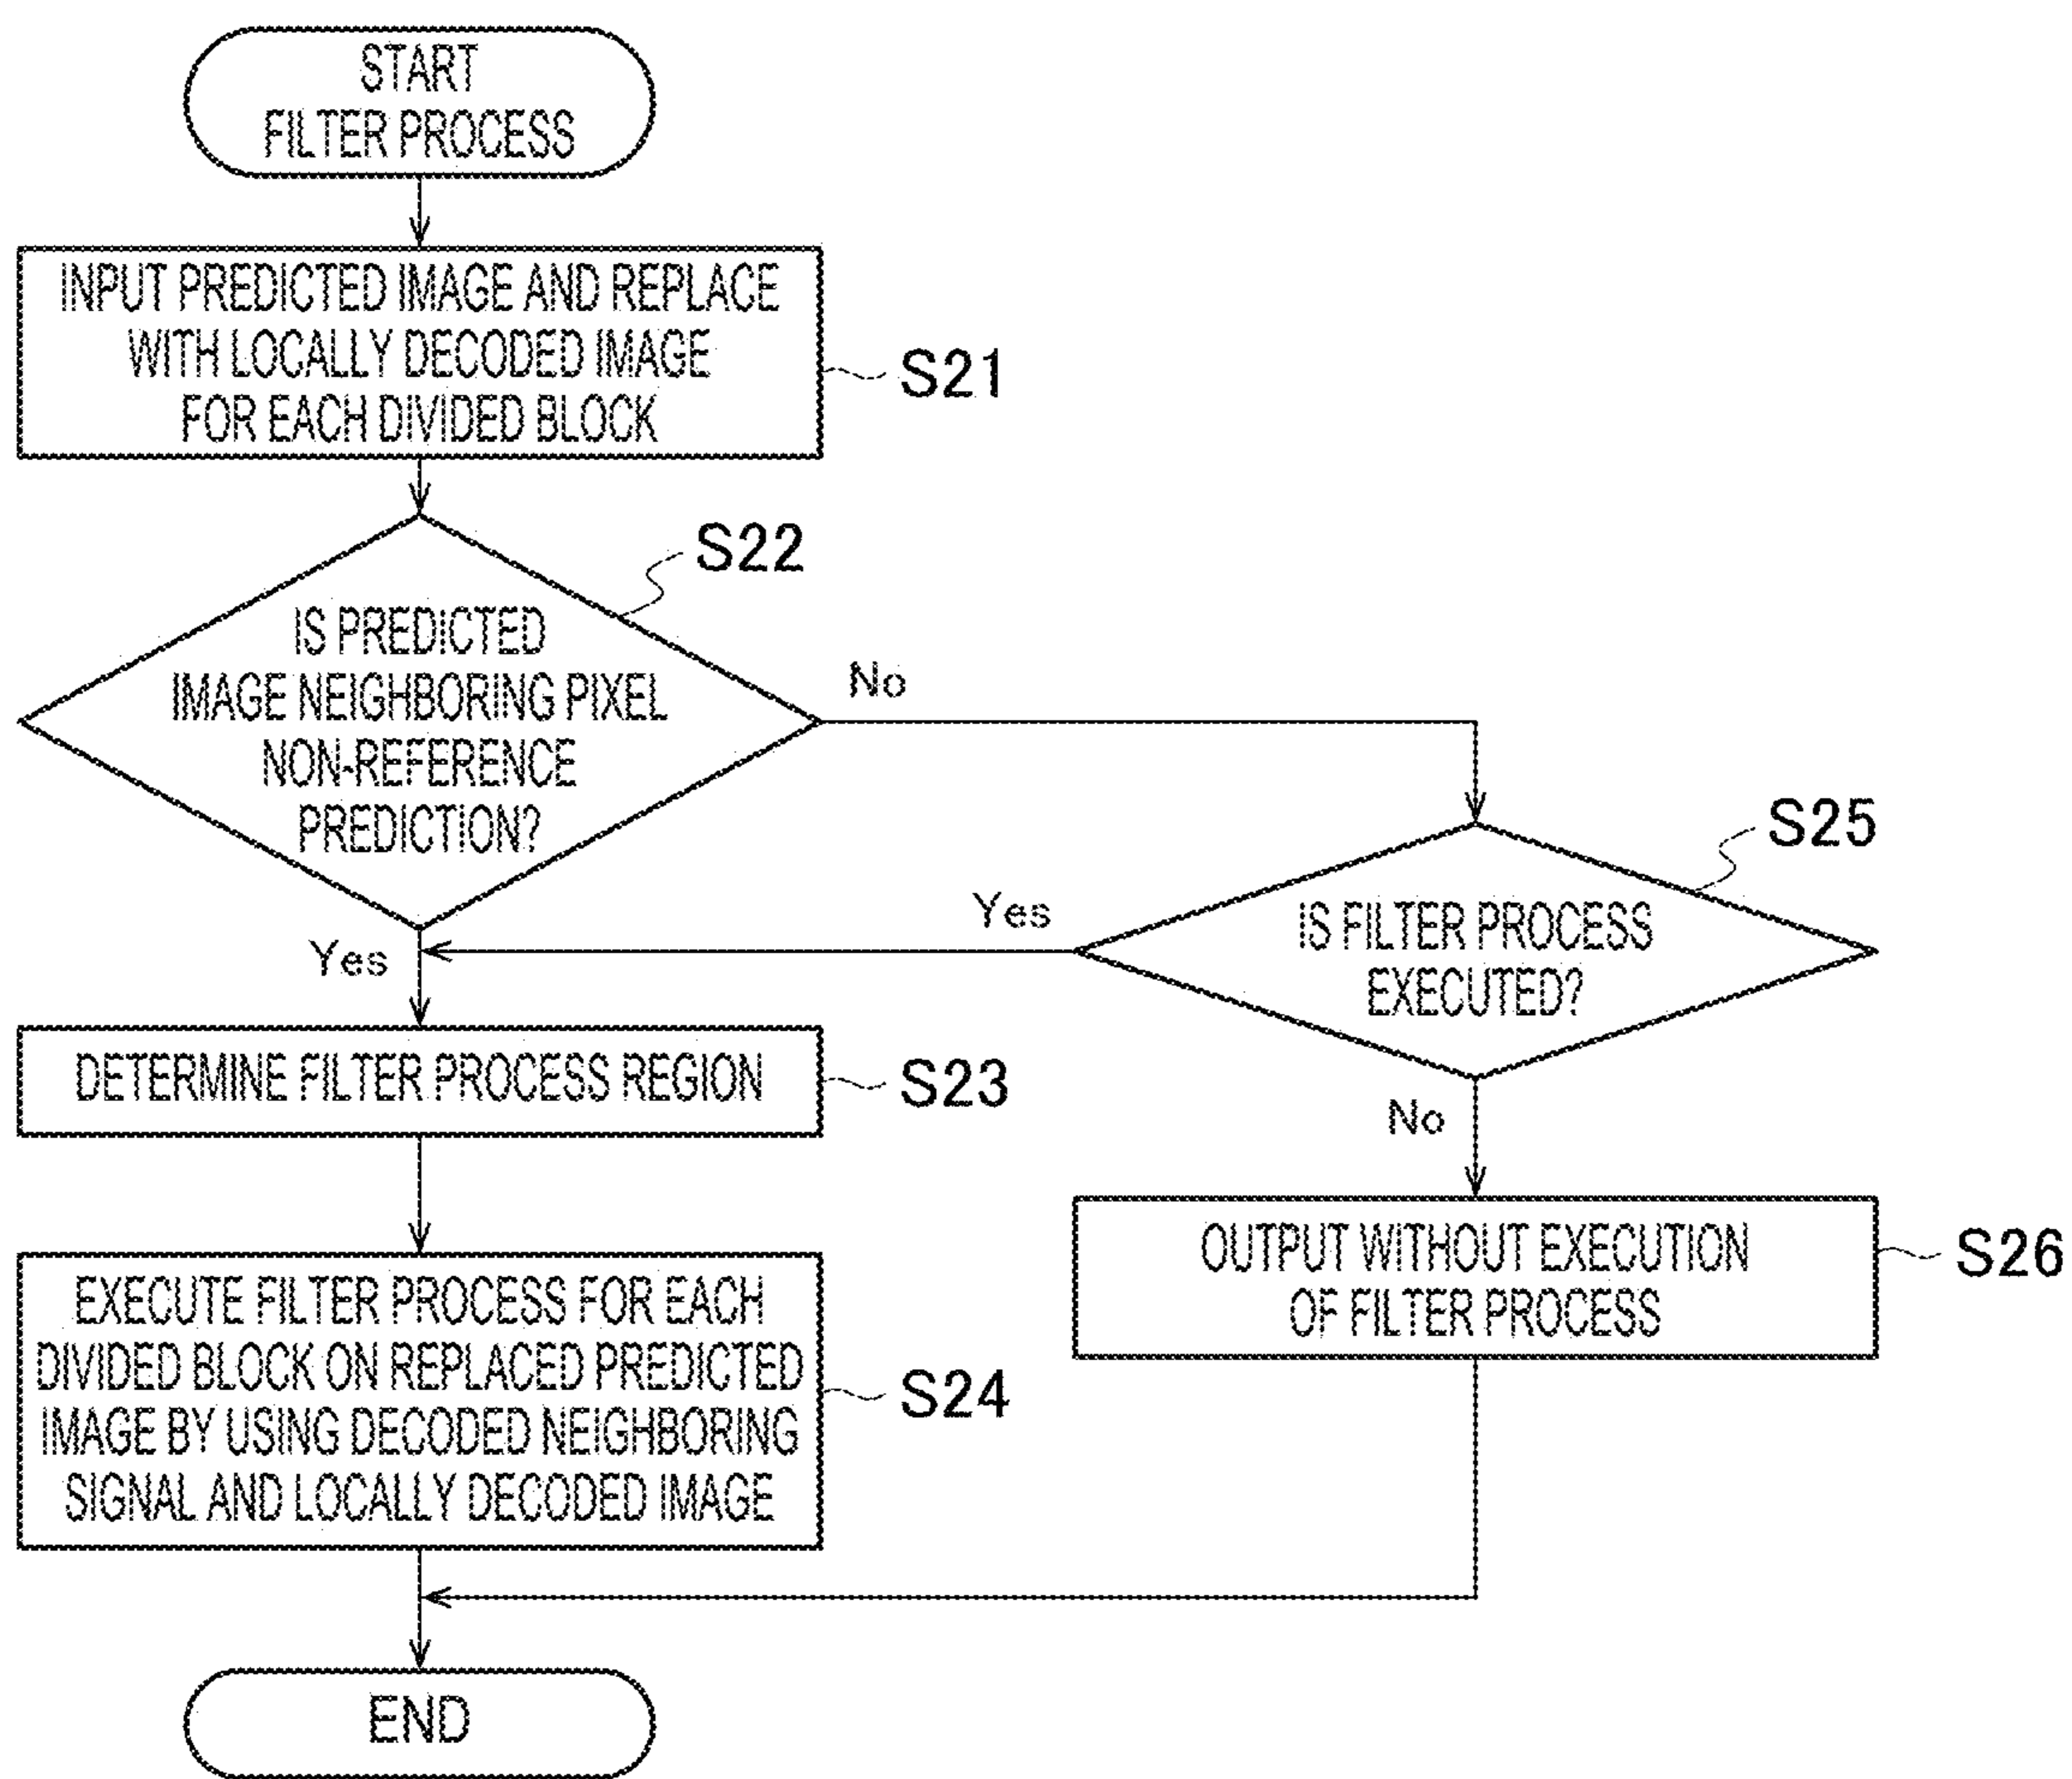 START
FILTER PROCESS
INPUT PREDICTED IMAGE AND REPLACE
WITH LOCALLY DECODED IMAGE
FOR EACH DIVIDED BLOCK
S21
S22
IS PREDICTED
IMAGE NEIGHBORING PIXEL
NON-REFERENCE
PREDICTION?
No
Yes
S25
IS FILTER PROCESS
EXECUTED?
Yes
No
DETERMINE FILTER PROCESS REGION
S23
EXECUTE FILTER PROCESS FOR EACH
DIVIDED BLOCK ON REPLACED PREDICTED
IMAGE BY USING DECODED NEIGHBORING
SIGNAL AND LOCALLY DECODED IMAGE
S24
OUTPUT WITHOUT EXECUTION
OF FILTER PROCESS
S26
END